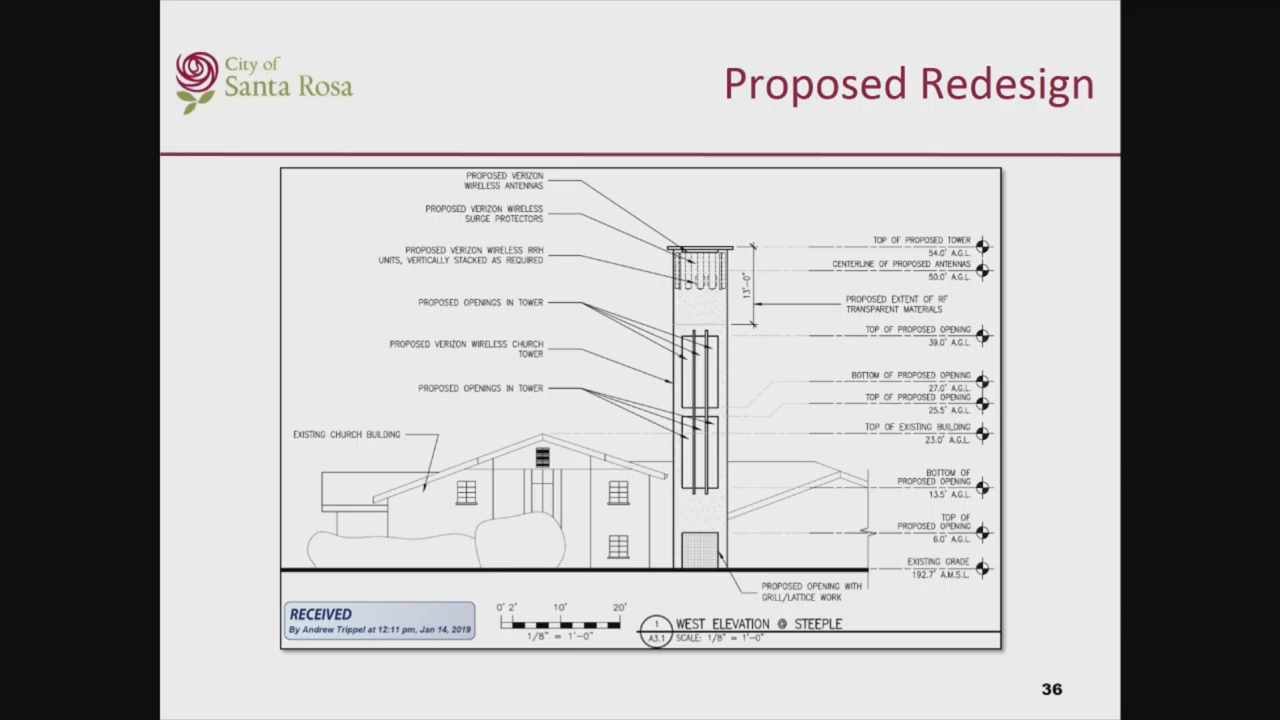 City of
Santa Rosa
Proposed Redesign
PROPOSED VERIZON
WIRELESS ANTENNAS
PROPOSED VERIZON WIRELESS
SURGE PROTECTORS
PROPOSED VERIZON WIRELESS RRH
UNITS, VERTICALLY STACKED AS REQUIRED
PROPOSED OPENINGS IN TOWER
PROPOSED VERIZON WIRELESS CHURCH
TOWER
PROPOSED OPENINGS IN TOWER
EXISTING CHURCH BUILDING
13'-0"
TOP OF PROPOSED TOWER
54.0' A.G.L.
CENTERLINE OF PROPOSED ANTENNAS
50.0' A.G.L.
PROPOSED EXTENT OF RF
TRANSPARENT MATERIALS
TOP OF PROPOSED OPENING
39.0' A.G.L.
BOTTOM OF PROPOSED OPENING
27.0' A.G.L.
TOP OF PROPOSED OPENING
25.5' A.G.L.
TOP OF EXISTING BUILDING
23.0' A.G.L.
BOTTOM OF
PROPOSED OPENING
13.5' A.G.L.
TOP OF
PROPOSED OPENING
6.0' A.G.L.
EXISTING GRADE
192.7' A.M.S.L.
PROPOSED OPENING WITH
GRILL/LATTICE WORK
RECEIVED
By Andrew Trippel at 12:11 pm, Jan 14, 2019
0' 2' 10' 20'
1/8" = 1'-0"
1
A3.1
WEST ELEVATION @ STEEPLE
SCALE: 1/8" = 1'-0"
36